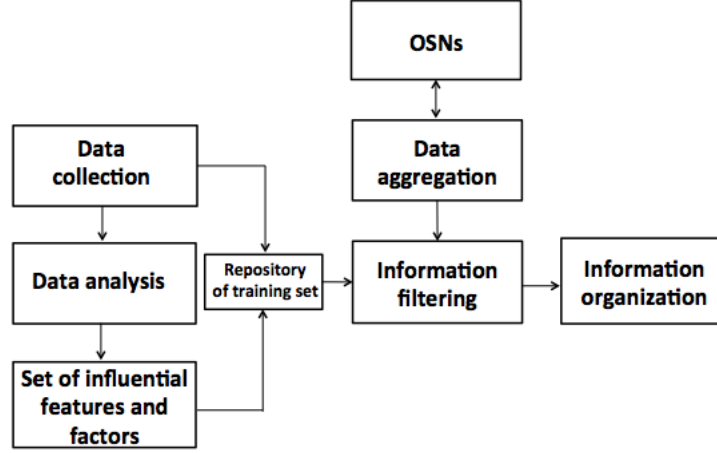 OSNs
Data
collection
Data
aggregation
Data analysis
Repository
of training set
Information
filtering
Information
organization
Set of influential
features and
factors